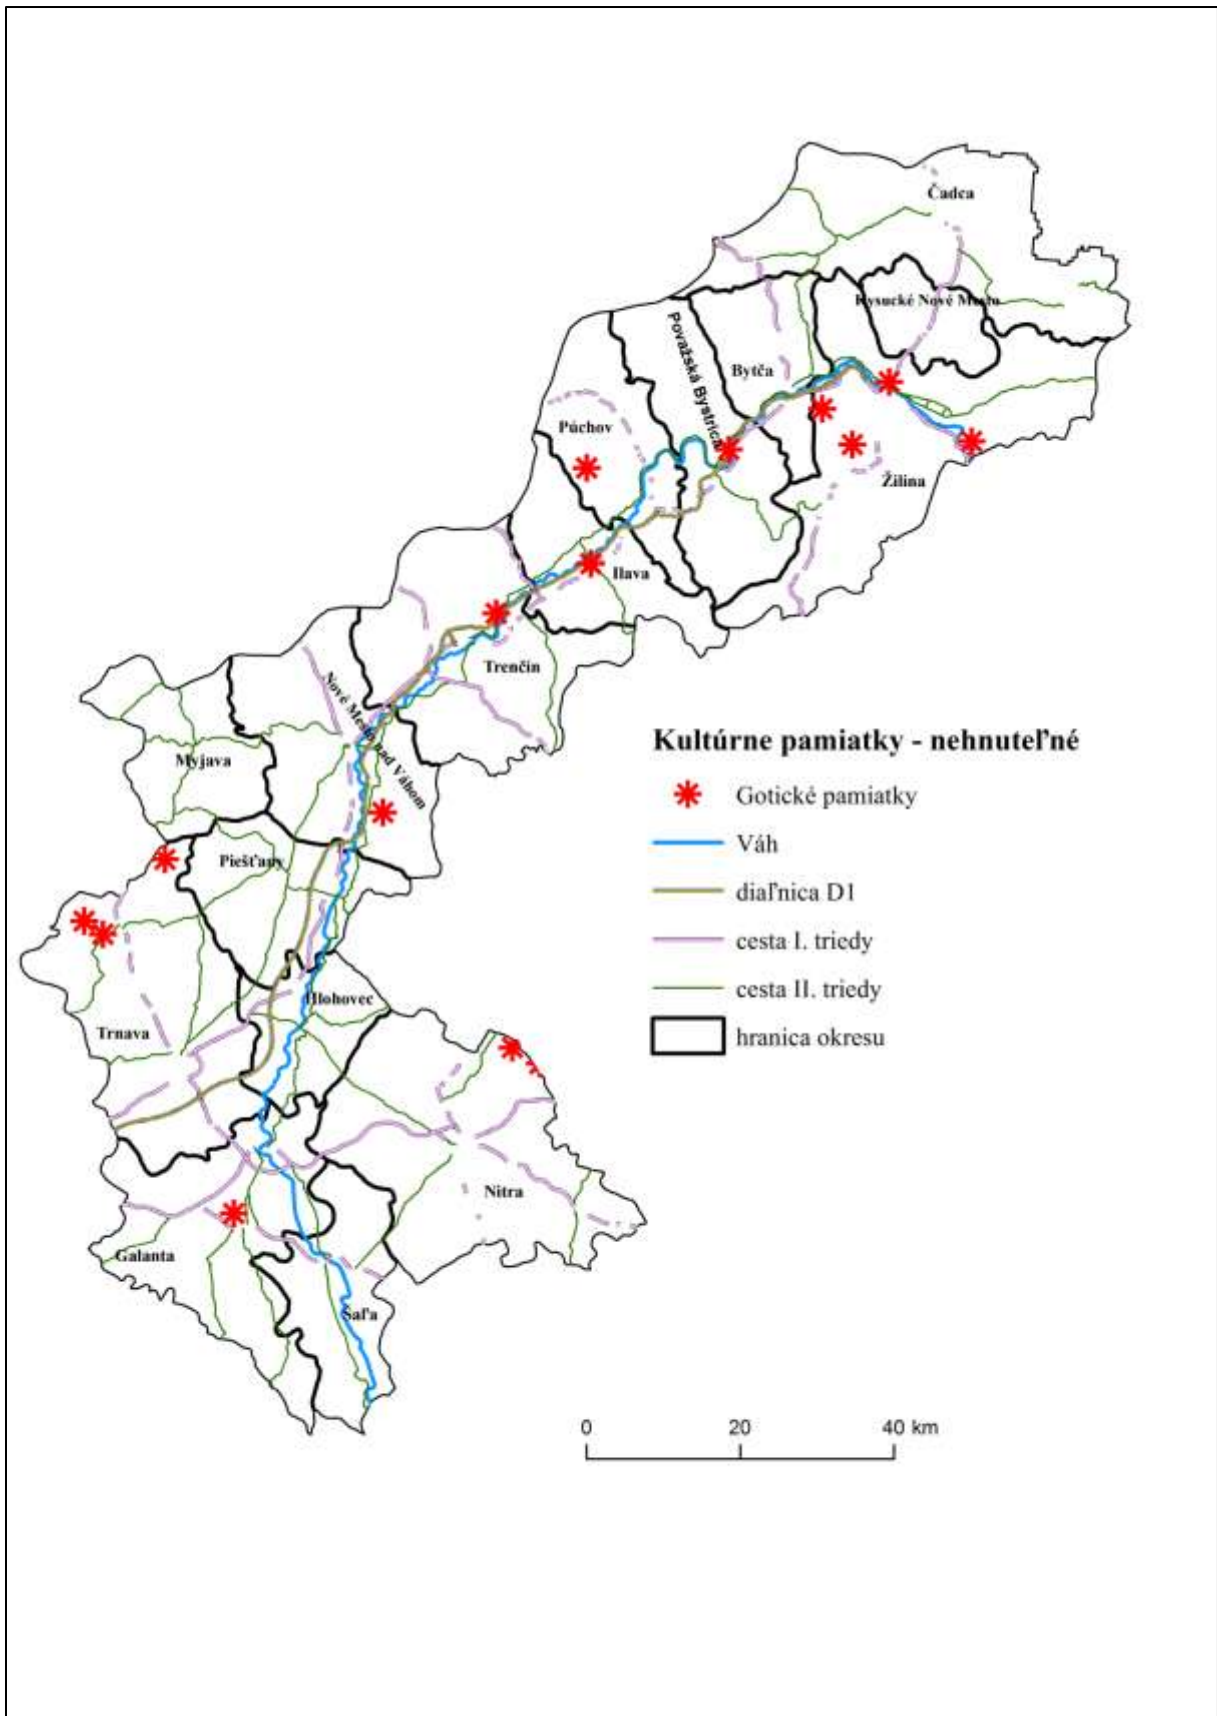 Čadca
Kysucké Nové Mesto
Považská Bystrica
Bytča
Púchov
Žilina
Ilava
Trenčín
Nové Mesto nad Váhom
Myjava
Piešťany
Hlohovec
Trnava
Nitra
Galanta
Šaľa
Kultúrne pamiatky - nehnuteľné
Gotické pamiatky
Váh
diaľnica D1
cesta I. triedy
cesta II. triedy
hranica okresu
0 20 40 km